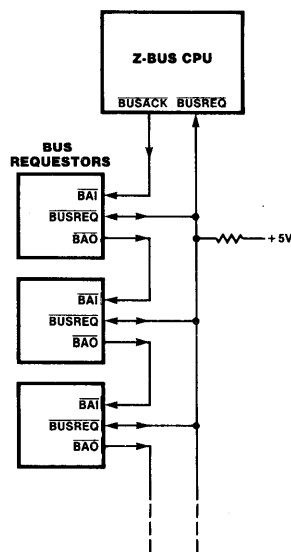 Z-BUS CPU
BUSACK BUSREQ
BUS
REQUESTORS
BAI
BUSREQ
BAO
+5V
BAI
BUSREQ
BAO
BAI
BUSREQ
BAO